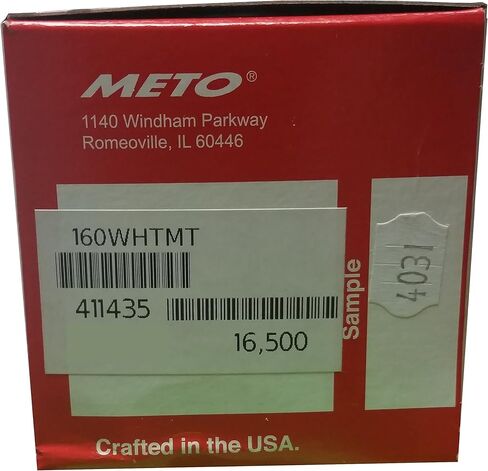 METO®
1140 Windham Parkway
Romeoville, IL 60446
160WHTMT
411435
16,500
Sample
4031
Crafted in the USA.